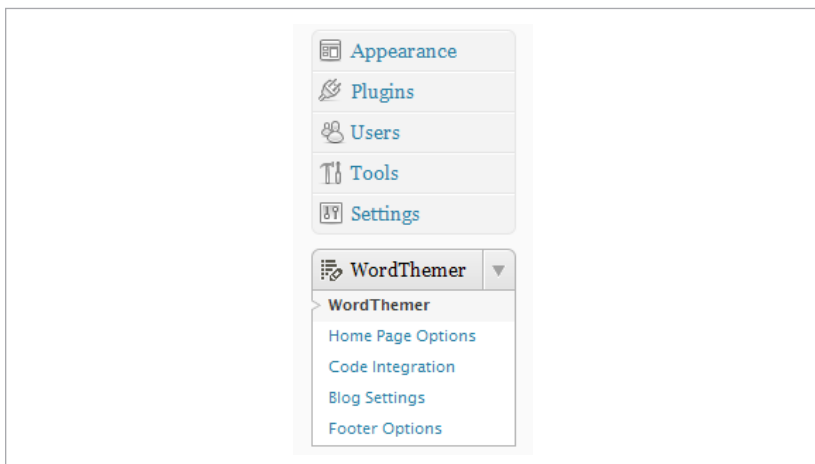 Appearance
Plugins
Users
Tools
Settings
WordThemer
WordThemer
Home Page Options
Code Integration
Blog Settings
Footer Options